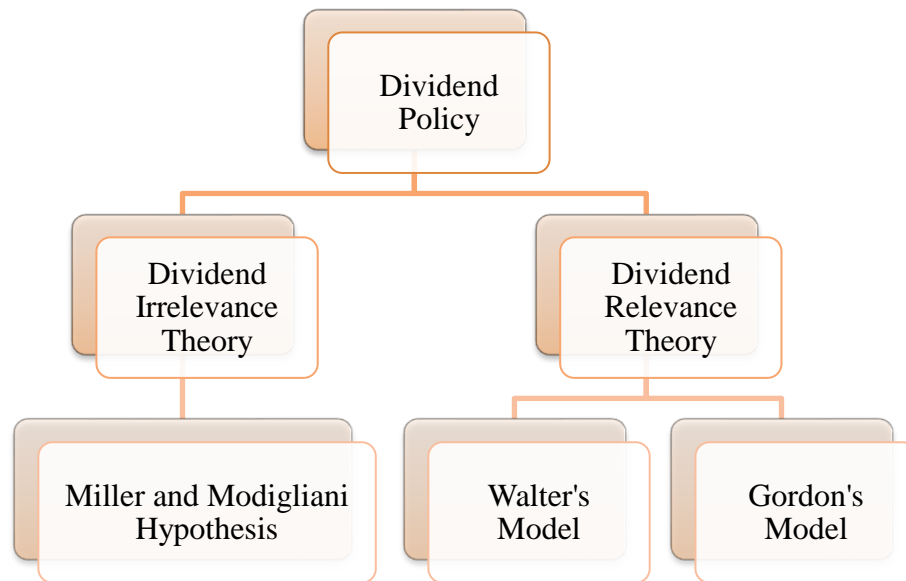 Dividend
Policy
Dividend
Irrelevance
Theory
Dividend
Relevance
Theory
Miller and Modigliani
Hypothesis
Walter's
Model
Gordon's
Model